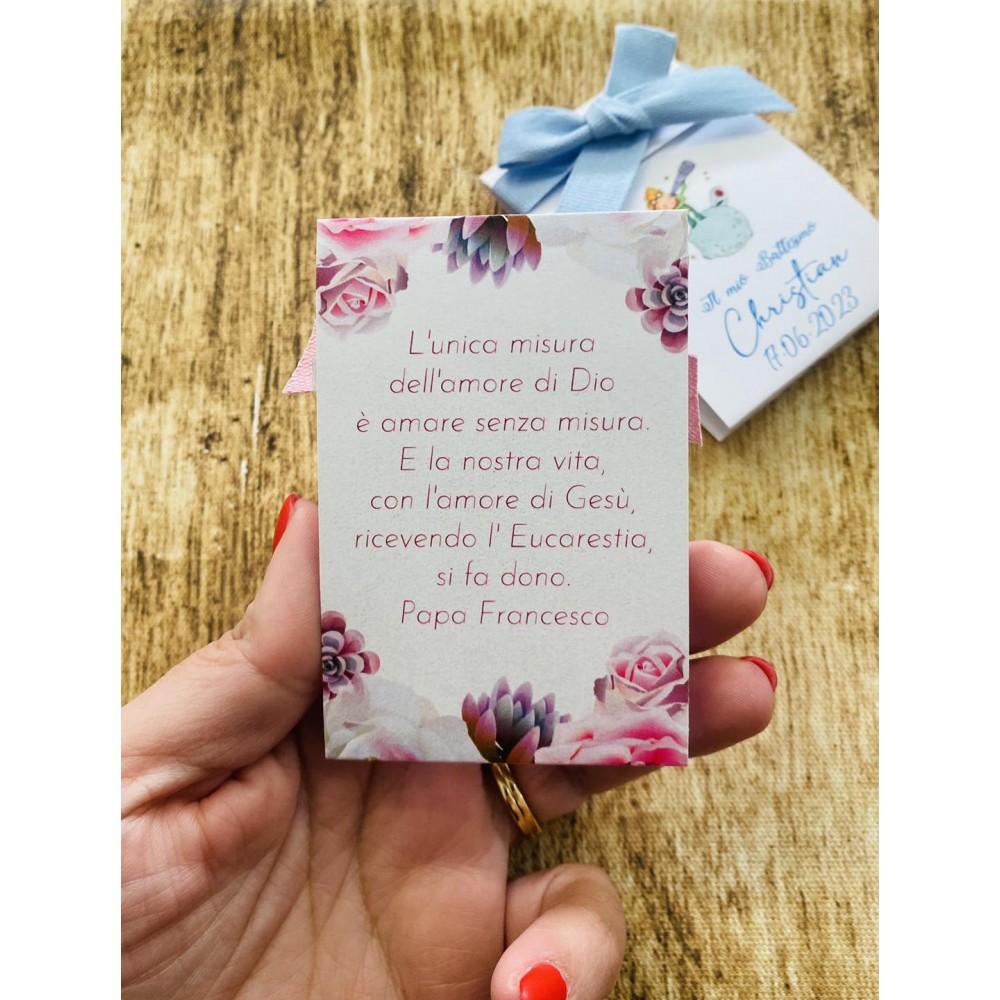 L'unica misura
dell'amore di Dio
è amare senza misura.
E la nostra vita,
con l'amore di Gesù,
ricevendo l' Eucarestia,
si fa dono.
Papa Francesco
Il mio Battesimo
Christian
17.06.2023